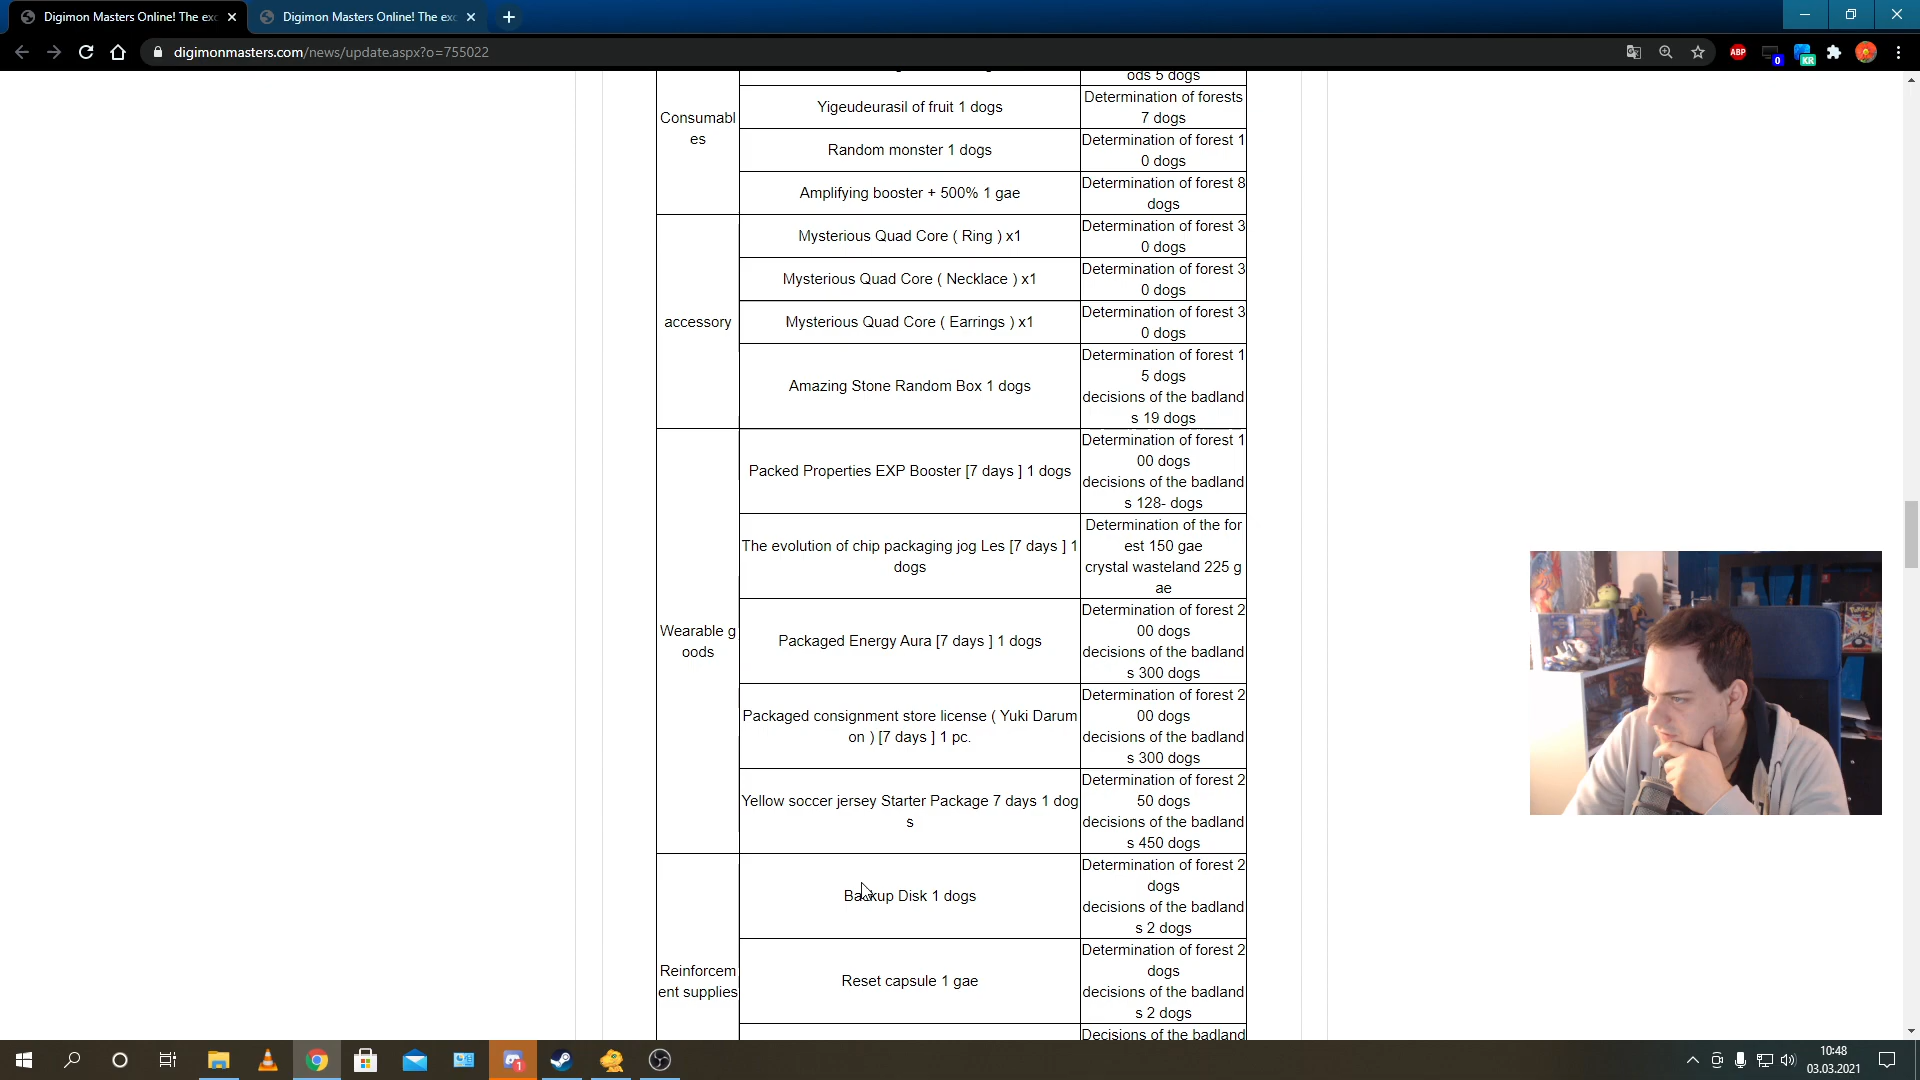 Digimon Masters Online! The exc
Digimon Masters Online! The exc
digimonmasters.com/news/update.aspx?o=755022
ABP
0
KR
ods 5 dogs
Consumabl
es
Yigeudeurasil of fruit 1 dogs
Determination of forests
7 dogs
Random monster 1 dogs
Determination of forest 1
0 dogs
Amplifying booster + 500% 1 gae
Determination of forest 8
dogs
accessory
Mysterious Quad Core ( Ring ) x1
Determination of forest 3
0 dogs
Mysterious Quad Core ( Necklace ) x1
Determination of forest 3
0 dogs
Mysterious Quad Core ( Earrings ) x1
Determination of forest 3
0 dogs
Amazing Stone Random Box 1 dogs
Determination of forest 1
5 dogs
decisions of the badland
s 19 dogs
Wearable g
oods
Packed Properties EXP Booster [7 days ] 1 dogs
Determination of forest 1
00 dogs
decisions of the badland
s 128- dogs
The evolution of chip packaging jog Les [7 days ] 1
dogs
Determination of the for
est 150 gae
crystal wasteland 225 g
ae
Packaged Energy Aura [7 days ] 1 dogs
Determination of forest 2
00 dogs
decisions of the badland
s 300 dogs
Packaged consignment store license ( Yuki Darum
on ) [7 days ] 1 pc.
Determination of forest 2
00 dogs
decisions of the badland
s 300 dogs
Yellow soccer jersey Starter Package 7 days 1 dog
s
Determination of forest 2
50 dogs
decisions of the badland
s 450 dogs
Reinforcem
ent supplies
Backup Disk 1 dogs
Determination of forest 2
dogs
decisions of the badland
s 2 dogs
Reset capsule 1 gae
Determination of forest 2
dogs
decisions of the badland
s 2 dogs
Decisions of the badland
1
10:48
03.03.2021